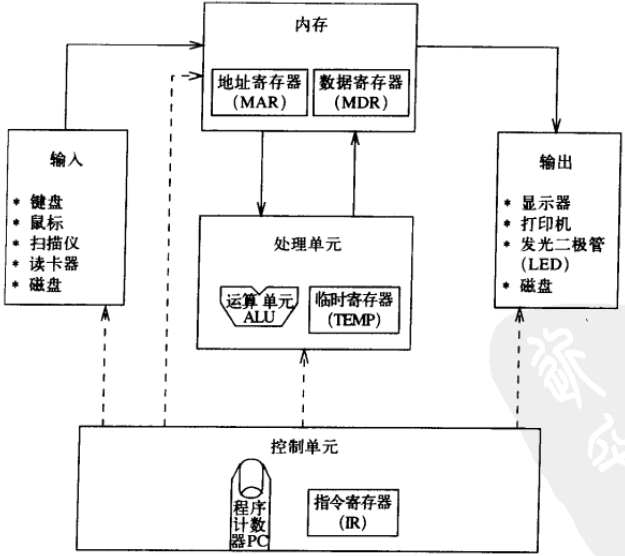 内存
地址寄存器
(MAR)
数据寄存器
(MDR)
输入
* 键盘
* 鼠标
* 扫描仪
* 读卡器
* 磁盘
输出
* 显示器
* 打印机
* 发光二极管
(LED)
* 磁盘
处理单元
运算 单元
ALU
临时寄存器
(TEMP)
控制单元
程序
计数
器PC
指令寄存器
(IR)